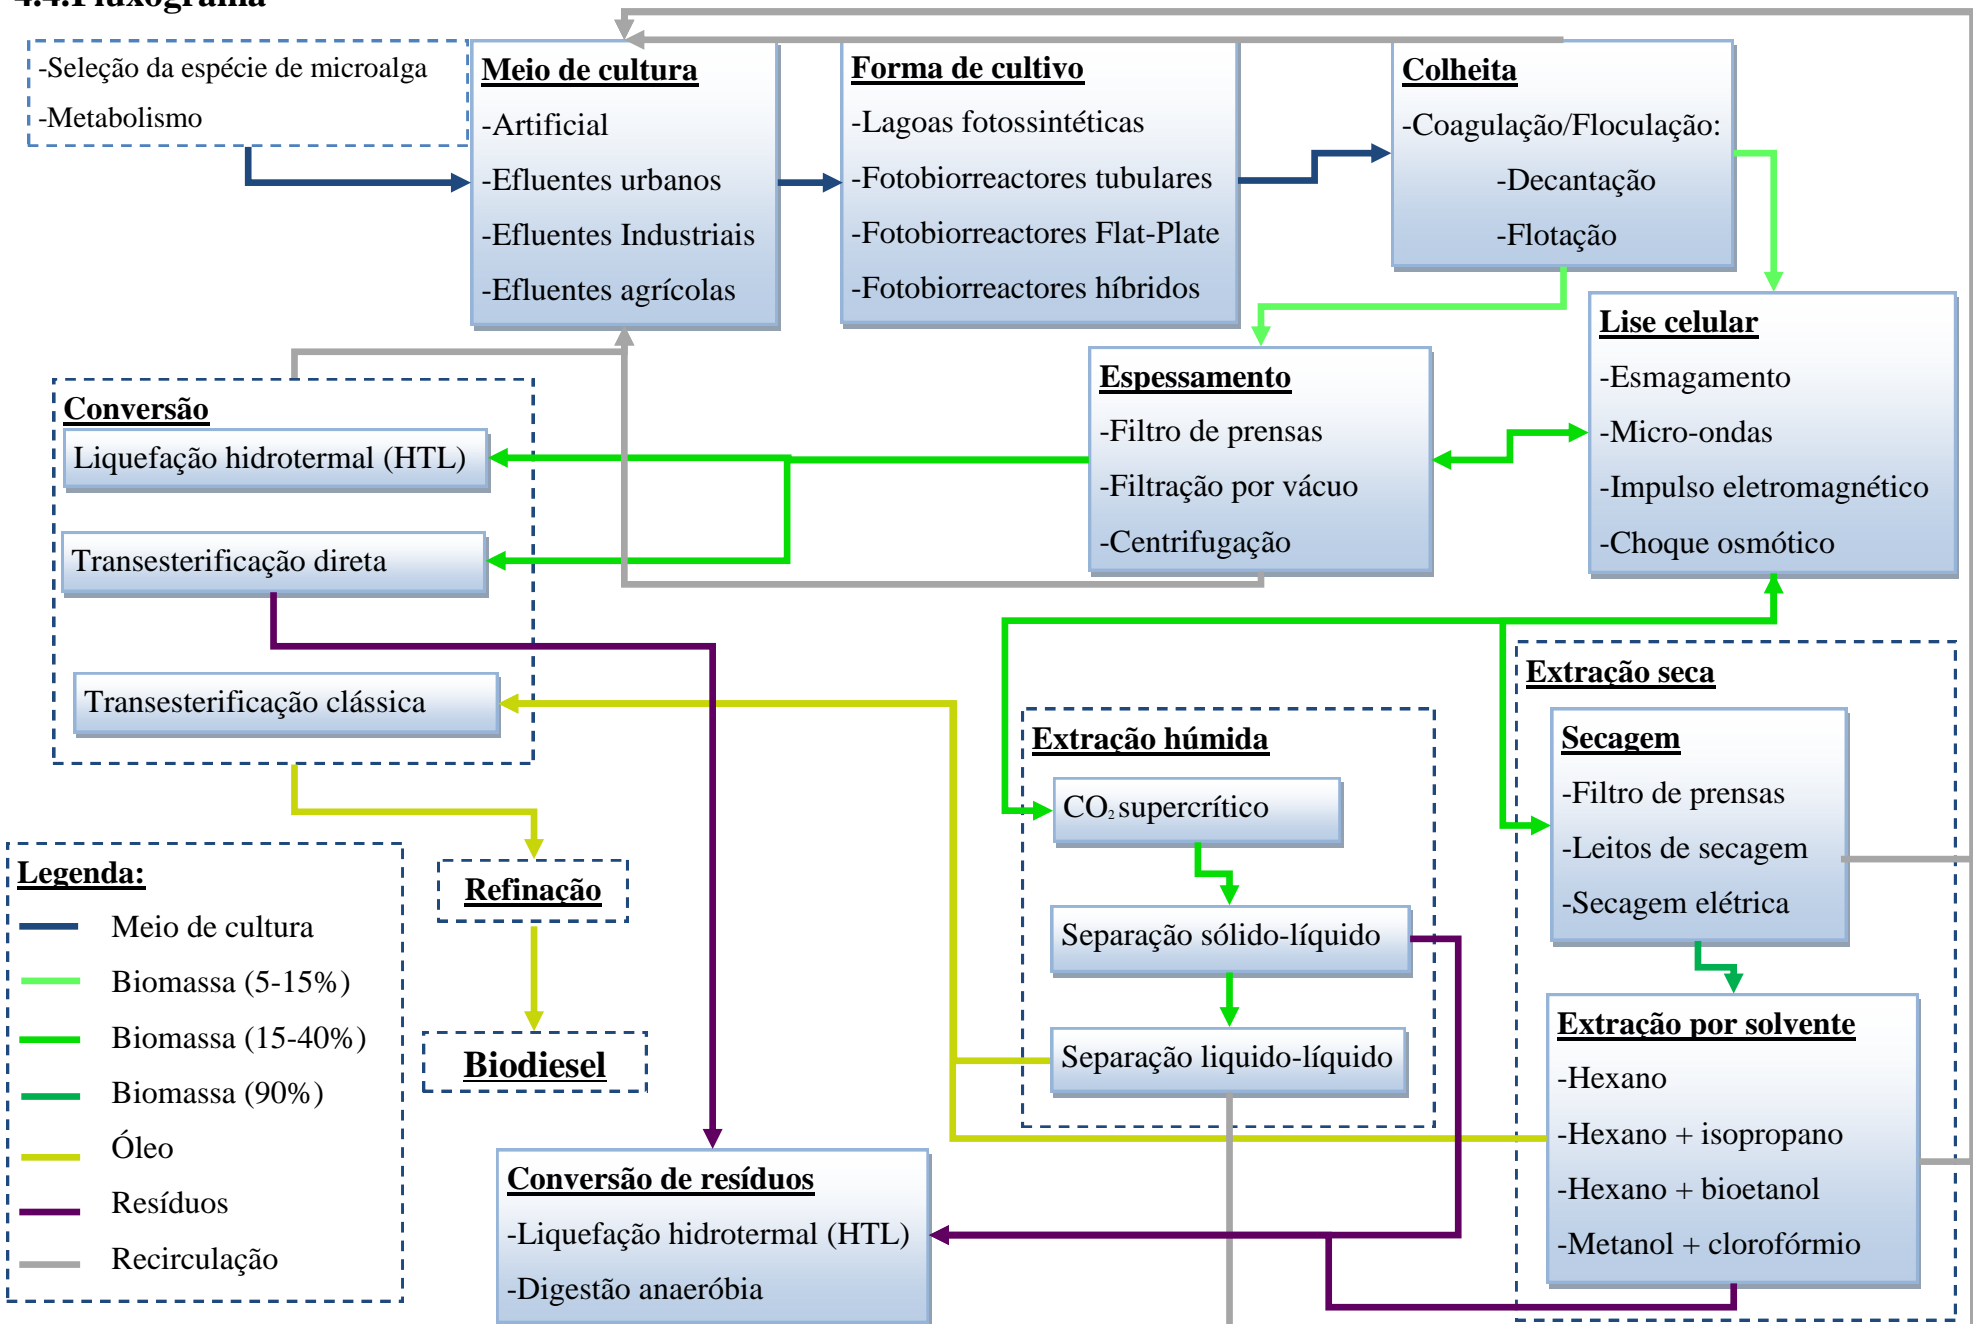 4.4.Fluxograma
-Seleção da espécie de microalga
-Metabolismo
Meio de cultura
-Artificial
-Efluentes urbanos
-Efluentes Industriais
-Efluentes agrícolas
Forma de cultivo
-Lagoas fotossintéticas
-Fotobiorreactores tubulares
-Fotobiorreactores Flat-Plate
-Fotobiorreactores híbridos
Colheita
-Coagulação/Floculação:
-Decantação
-Flotação
Lise celular
-Esmagamento
-Micro-ondas
-Impulso eletromagnético
-Choque osmótico
Espessamento
-Filtro de prensas
-Filtração por vácuo
-Centrifugação
Conversão
Liquefação hidrotermal (HTL)
Transesterificação direta
Transesterificação clássica
Extração húmida
CO₂ supercrítico
Separação sólido-líquido
Separação liquido-líquido
Extração seca
Secagem
-Filtro de prensas
-Leitos de secagem
-Secagem elétrica
Extração por solvente
-Hexano
-Hexano + isopropano
-Hexano + bioetanol
-Metanol + clorofórmio
Refinação
Biodiesel
Conversão de resíduos
-Liquefação hidrotermal (HTL)
-Digestão anaeróbia
Legenda:
Meio de cultura
Biomassa (5-15%)
Biomassa (15-40%)
Biomassa (90%)
Óleo
Resíduos
Recirculação